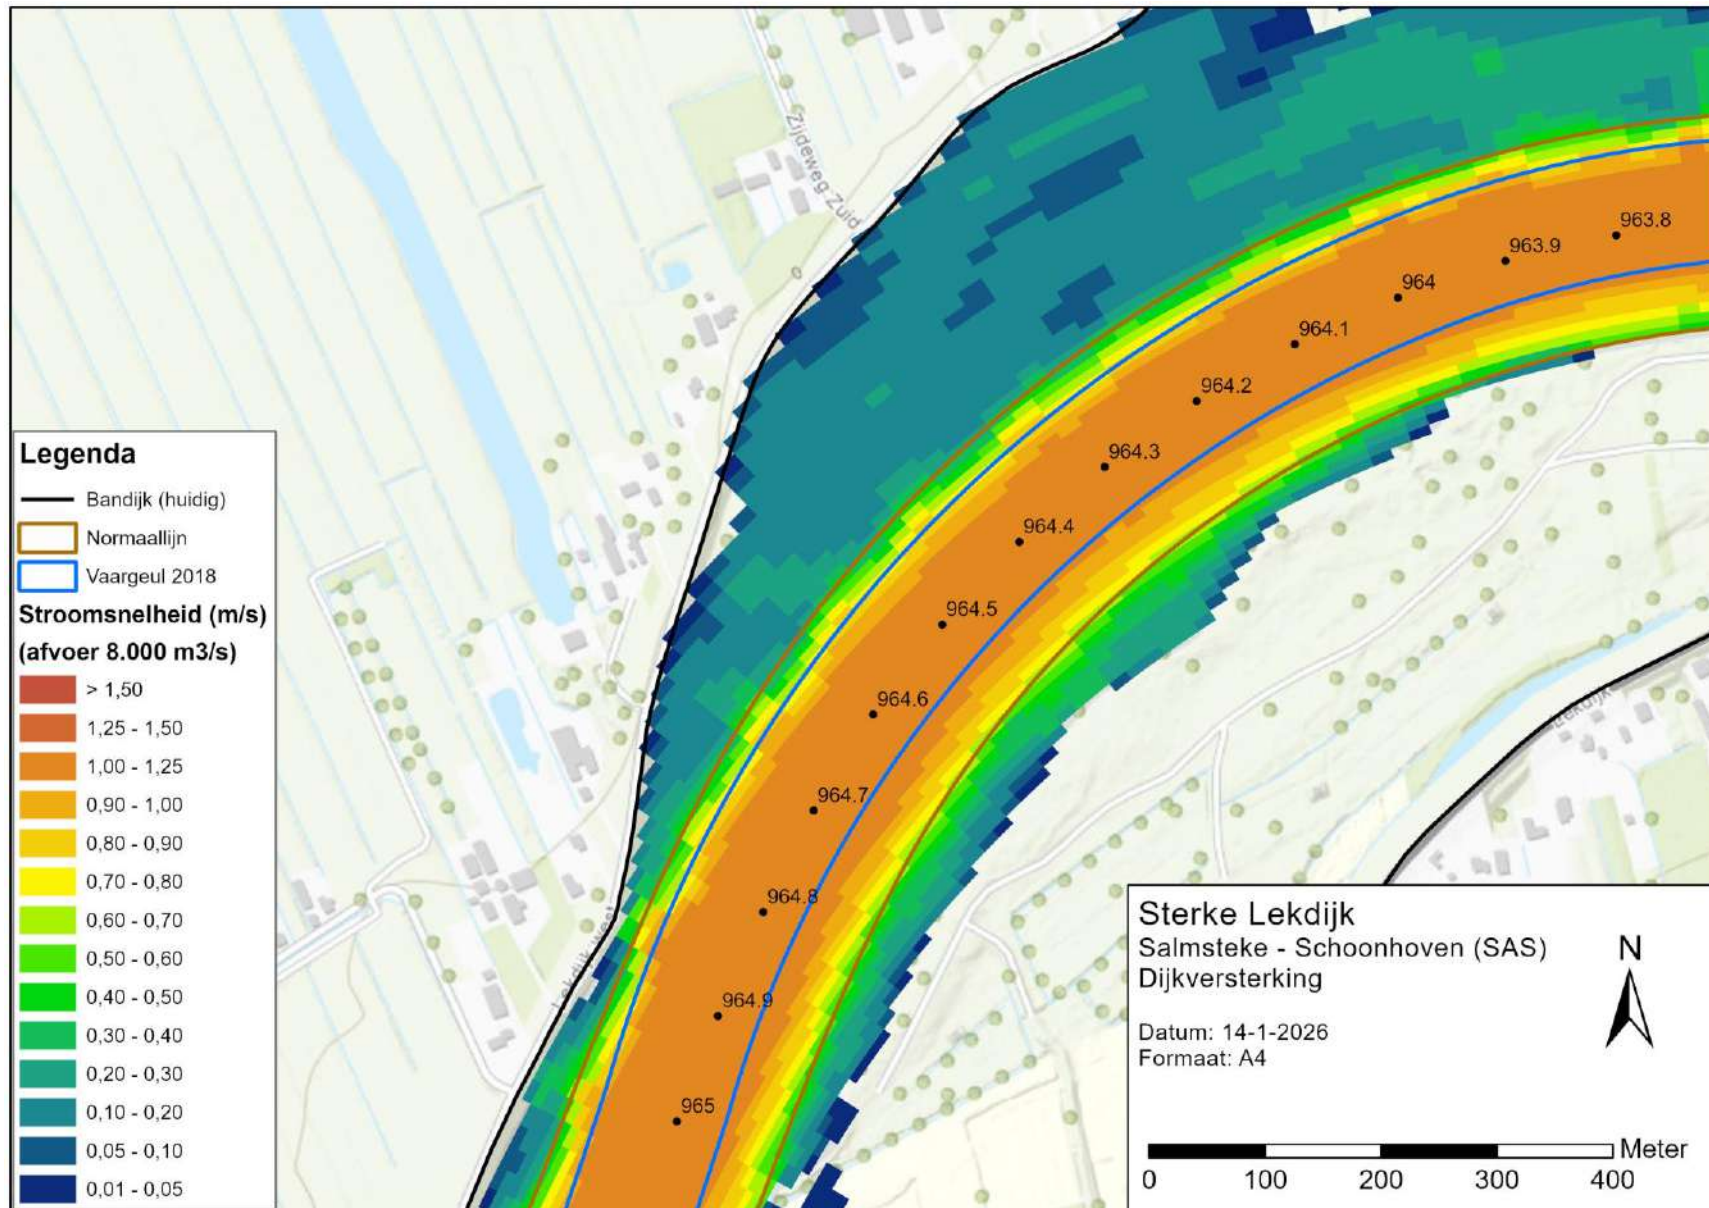 Zijdeweg-Zuid
963.8
963.9
964
964.1
964.2
964.3
964.4
964.5
964.6
964.7
964.8
964.9
965
Lekdijk
Lekdijk West
Legenda
Bandijk (huidig)
Normaallijn
Vaargeul 2018
Stroomsnelheid (m/s)
(afvoer 8.000 m3/s)
> 1,50
1,25 - 1,50
1,00 - 1,25
0,90 - 1,00
0,80 - 0,90
0,70 - 0,80
0,60 - 0,70
0,50 - 0,60
0,40 - 0,50
0,30 - 0,40
0,20 - 0,30
0,10 - 0,20
0,05 - 0,10
0,01 - 0,05
Sterke Lekdijk
Salmsteke - Schoonhoven (SAS)
Dijkversterking
N
Datum: 14-1-2026
Formaat: A4
Meter
0 100 200 300 400